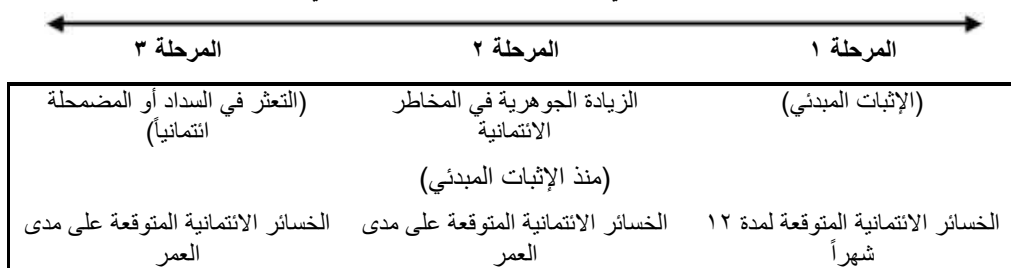 المرحلة ١
المرحلة ٢
المرحلة ٣
(الإثبات المبدئي)
الزيادة الجوهرية في المخاطر
الائتمانية
(منذ الإثبات المبدئي)
(التعثر في السداد أو المضمحلة
ائتمانياً)
الخسائر الائتمانية المتوقعة لمدة ١٢
شهراً
الخسائر الائتمانية المتوقعة على مدى
العمر
الخسائر الائتمانية المتوقعة على مدى
العمر